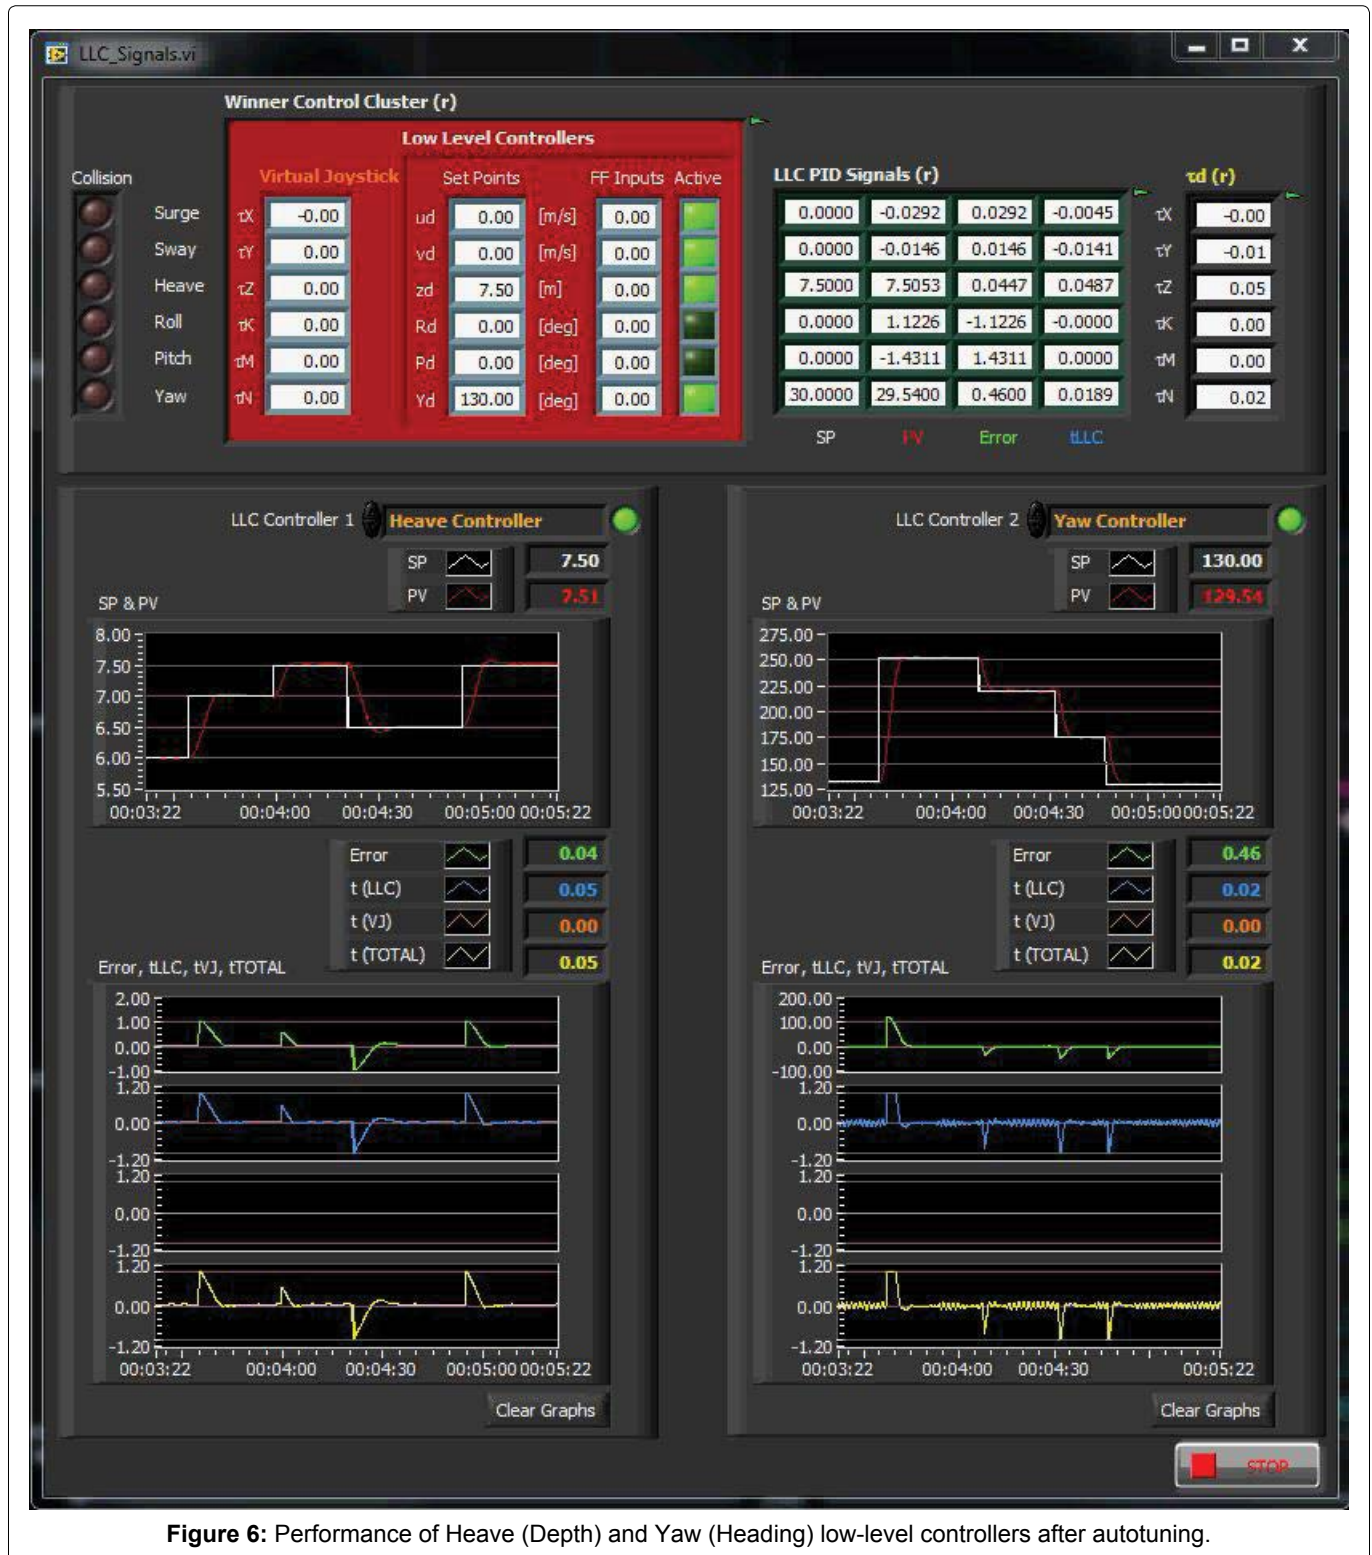 LLC_Signals.vi
Winner Control Cluster (r)
Low Level Controllers
Collision
Virtual Joystick
Set Points
FF Inputs
Active
Surge τX -0.00 ud 0.00 [m/s] 0.00
Sway τY 0.00 vd 0.00 [m/s] 0.00
Heave τZ 0.00 zd 7.50 [m] 0.00
Roll τK 0.00 Rd 0.00 [deg] 0.00
Pitch τM 0.00 Pd 0.00 [deg] 0.00
Yaw τN 0.00 Yd 130.00 [deg] 0.00
LLC PID Signals (r)
0.0000 -0.0292 0.0292 -0.0045
0.0000 -0.0146 0.0146 -0.0141
7.5000 7.5053 0.0447 0.0487
0.0000 1.1226 -1.1226 -0.0000
0.0000 -1.4311 1.4311 0.0000
30.0000 29.5400 0.4600 0.0189
SP PV Error tLLC
τd (r)
τX -0.00
τY -0.01
τZ 0.05
τK 0.00
τM 0.00
τN 0.02
LLC Controller 1 Heave Controller
SP 7.50
PV 7.51
SP & PV
8.00
7.50
7.00
6.50
6.00
5.50
00:03:22 00:04:00 00:04:30 00:05:00 00:05:22
Error 0.04
t (LLC) 0.05
t (VJ) 0.00
t (TOTAL) 0.05
Error, tLLC, tVJ, tTOTAL
2.00
1.00
0.00
-1.00
1.20
0.00
-1.20
1.20
0.00
-1.20
1.20
0.00
-1.20
00:03:22 00:04:00 00:04:30 00:05:00 00:05:22
Clear Graphs
LLC Controller 2 Yaw Controller
SP 130.00
PV 129.54
SP & PV
275.00
250.00
225.00
200.00
175.00
150.00
125.00
00:03:22 00:04:00 00:04:30 00:05:00 00:05:22
Error 0.46
t (LLC) 0.02
t (VJ) 0.00
t (TOTAL) 0.02
Error, tLLC, tVJ, tTOTAL
200.00
100.00
0.00
-100.00
1.20
0.00
-1.20
1.20
0.00
-1.20
1.20
0.00
-1.20
00:03:22 00:04:00 00:04:30 00:05:22
Clear Graphs
STOP
Figure 6: Performance of Heave (Depth) and Yaw (Heading) low-level controllers after autotuning.